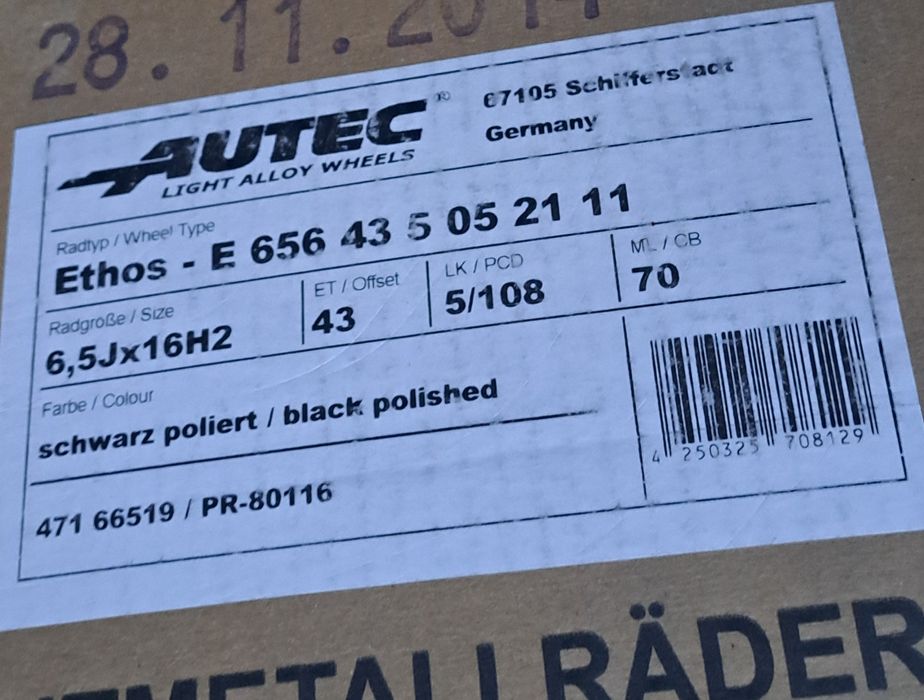 28.11.2014
AUTEC ®
LIGHT ALLOY WHEELS
67105 Schifferstadt
Germany
Radtyp / Wheel Type
Ethos - E 656 43 5 05 21 11
Radgroße / Size
6,5Jx16H2
ET / Offset
43
LK / PCD
5/108
ML / CB
70
Farbe / Colour
schwarz poliert / black polished
471 66519 / PR-80116
4 250325 708129
METALLRÄDER